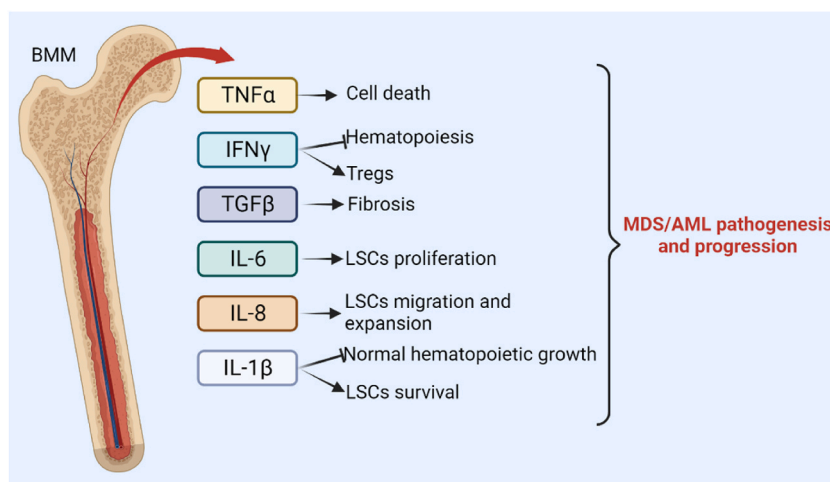 BMM
TNFα
Cell death
IFNγ
Hematopoiesis
Tregs
TGFβ
Fibrosis
IL-6
LSCs proliferation
IL-8
LSCs migration and
expansion
IL-1β
Normal hematopoietic growth
LSCs survival
MDS/AML pathogenesis
and progression